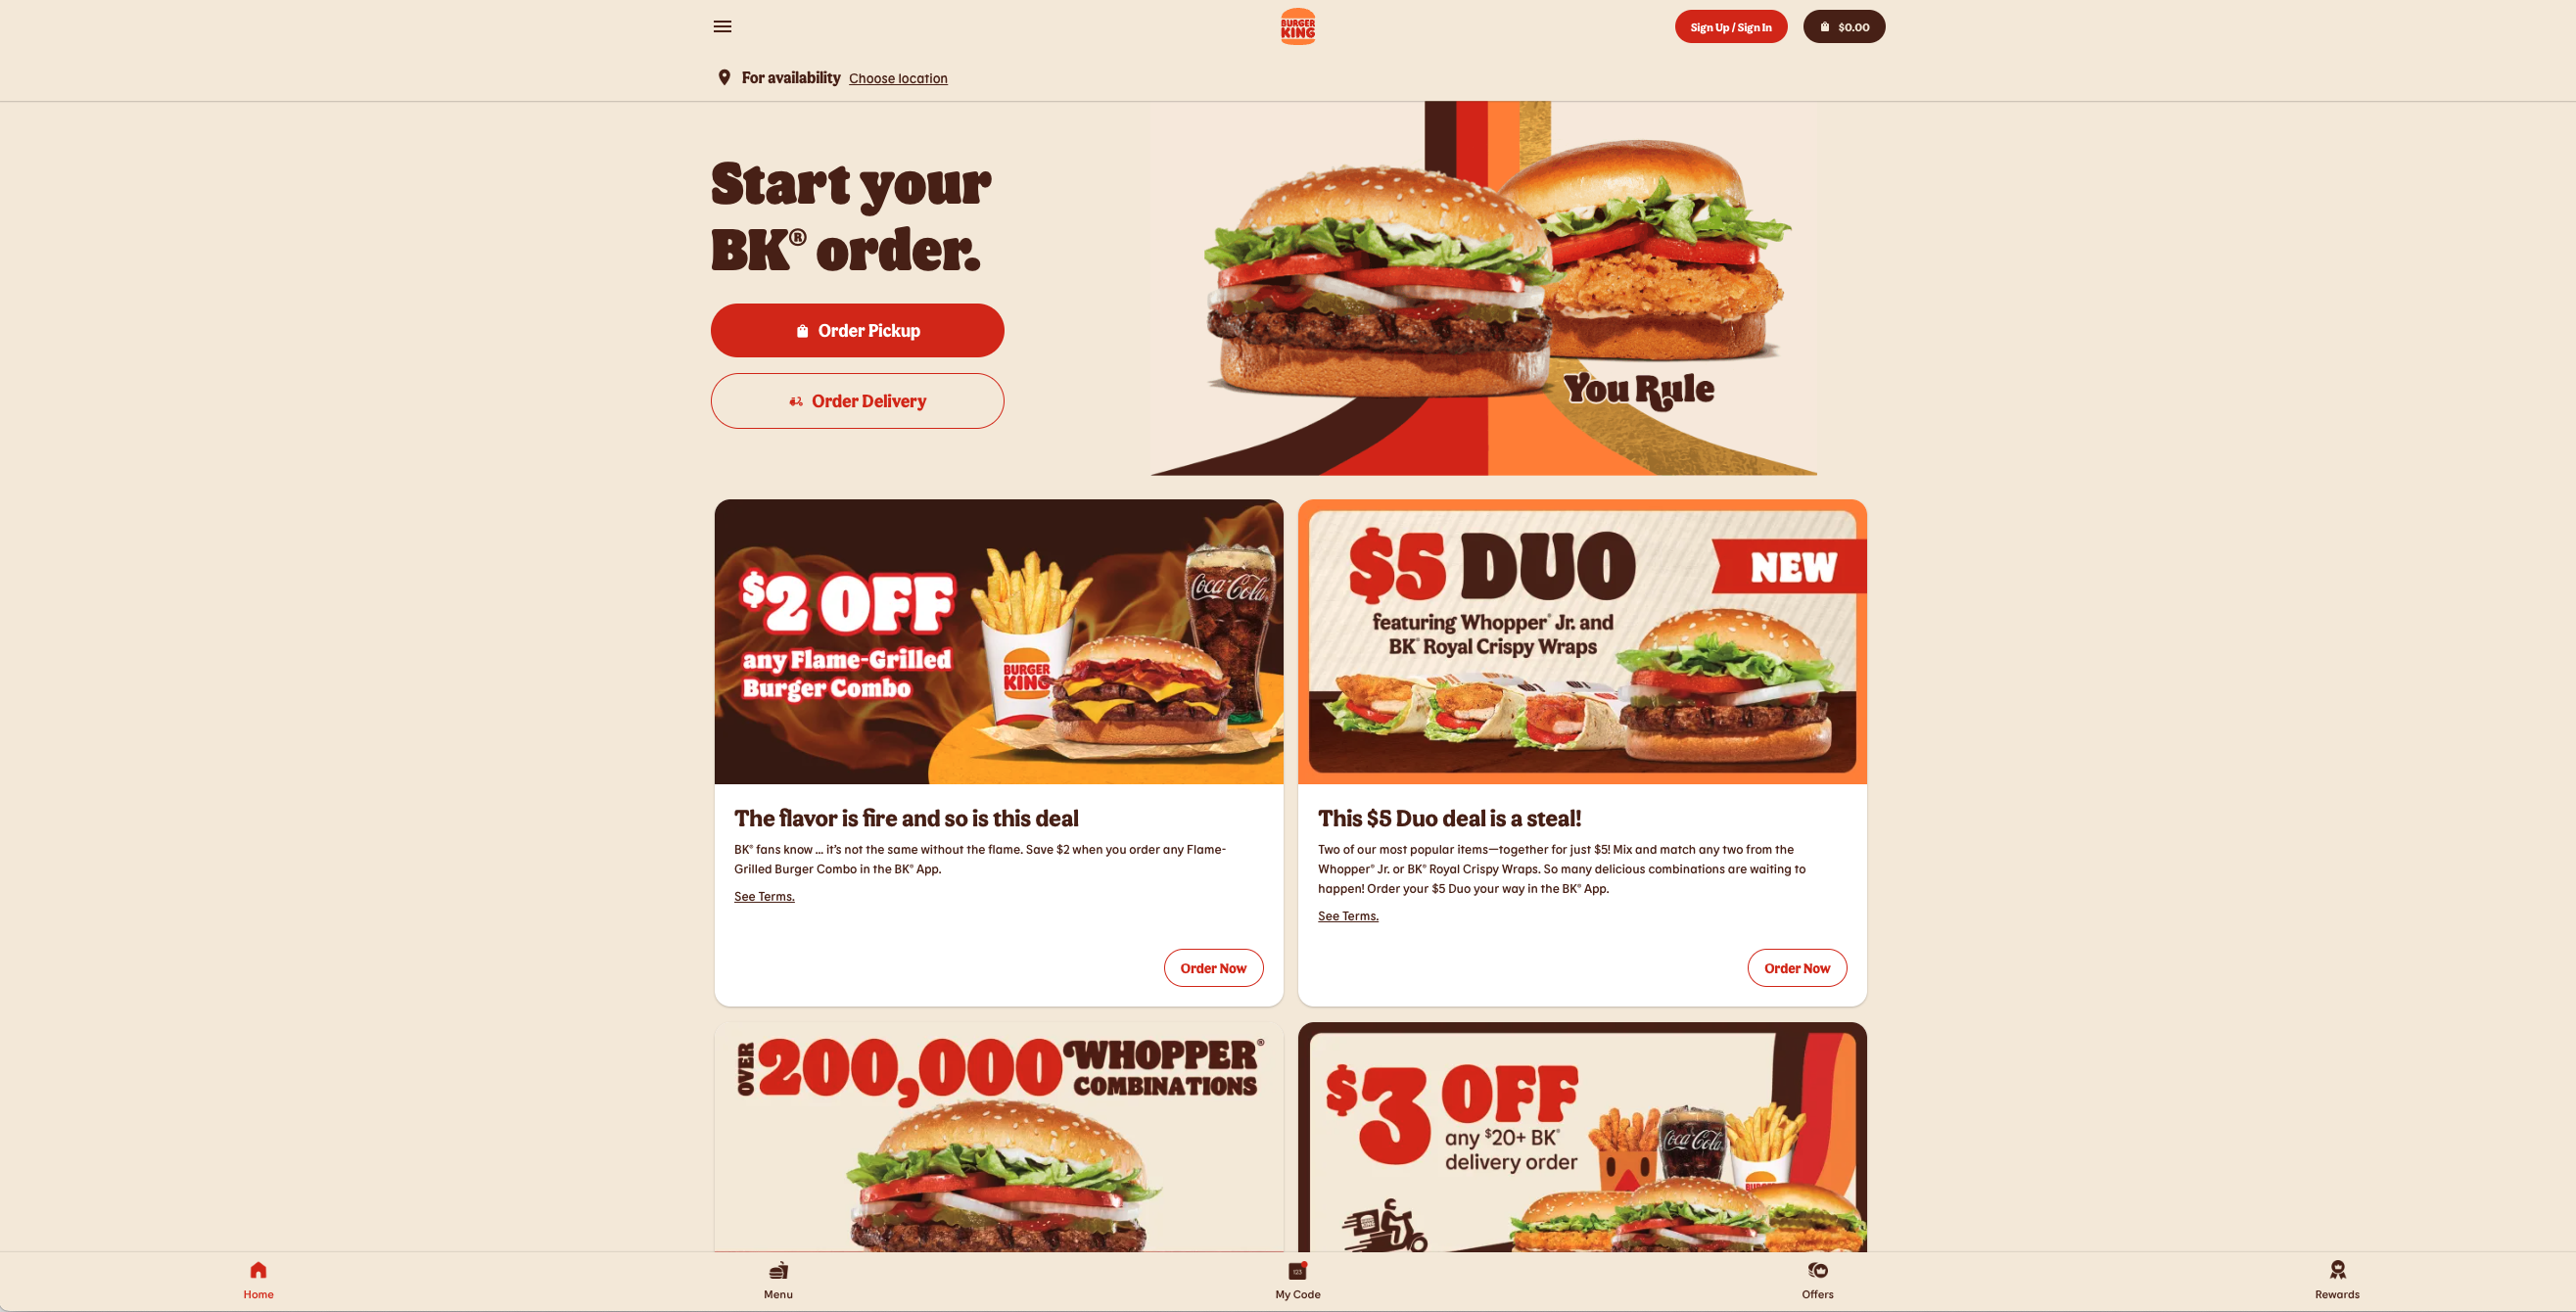 BURGER
KING
Sign Up / Sign In
$0.00
For availability Choose location
Start your
BK® order.
Order Pickup
Order Delivery
You Rule
$2 OFF
any Flame-Grilled
Burger Combo
BURGER
KING
Coca-Cola
The flavor is fire and so is this deal
BK® fans know ... it's not the same without the flame. Save $2 when you order any Flame-
Grilled Burger Combo in the BK® App.
See Terms.
Order Now
$5 DUO
NEW
featuring Whopper® Jr. and
BK® Royal Crispy Wraps
This $5 Duo deal is a steal!
Two of our most popular items—together for just $5! Mix and match any two from the
Whopper® Jr. or BK® Royal Crispy Wraps. So many delicious combinations are waiting to
happen! Order your $5 Duo your way in the BK® App.
See Terms.
Order Now
OVER 200,000 WHOPPER®
COMBINATIONS
$3 OFF
any $20+ BK®
delivery order
Coca-Cola
BURGER
Home
Menu
123
My Code
Offers
Rewards